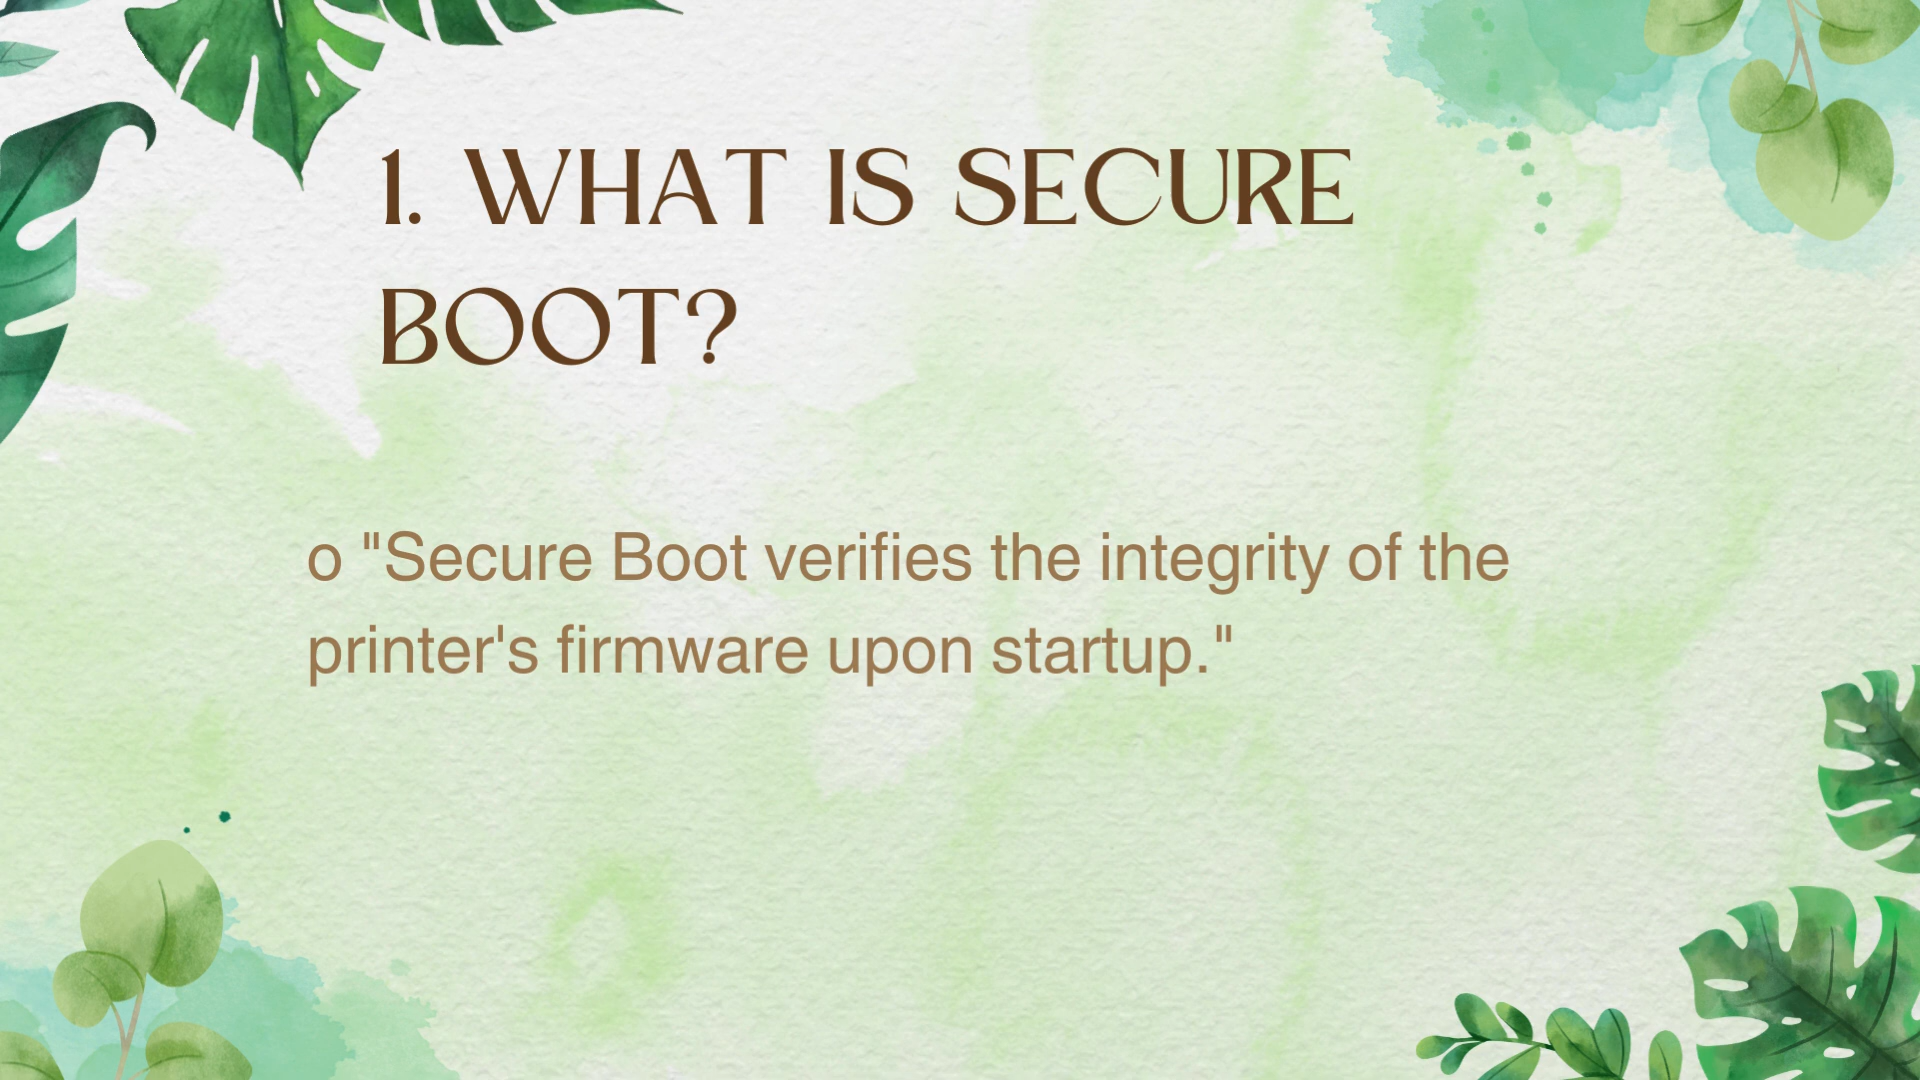 1. WHAT IS SECURE
BOOT?
o "Secure Boot verifies the integrity of the
printer's firmware upon startup."